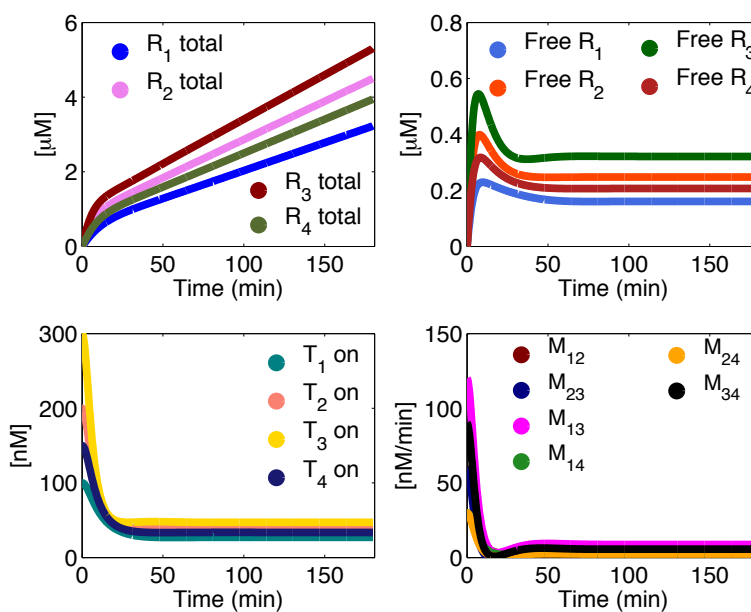 6
4
2
0
[μM]
R1 total
R2 total
R3 total
R4 total
0 50 100 150
Time (min)
0.8
0.6
0.4
0.2
0
[μM]
Free R1
Free R2
Free R3
Free R4
0 50 100 150
Time (min)
300
200
100
0
[nM]
T1 on
T2 on
T3 on
T4 on
0 50 100 150
Time (min)
150
100
50
0
[nM/min]
M12
M23
M13
M14
M24
M34
0 50 100 150
Time (min)